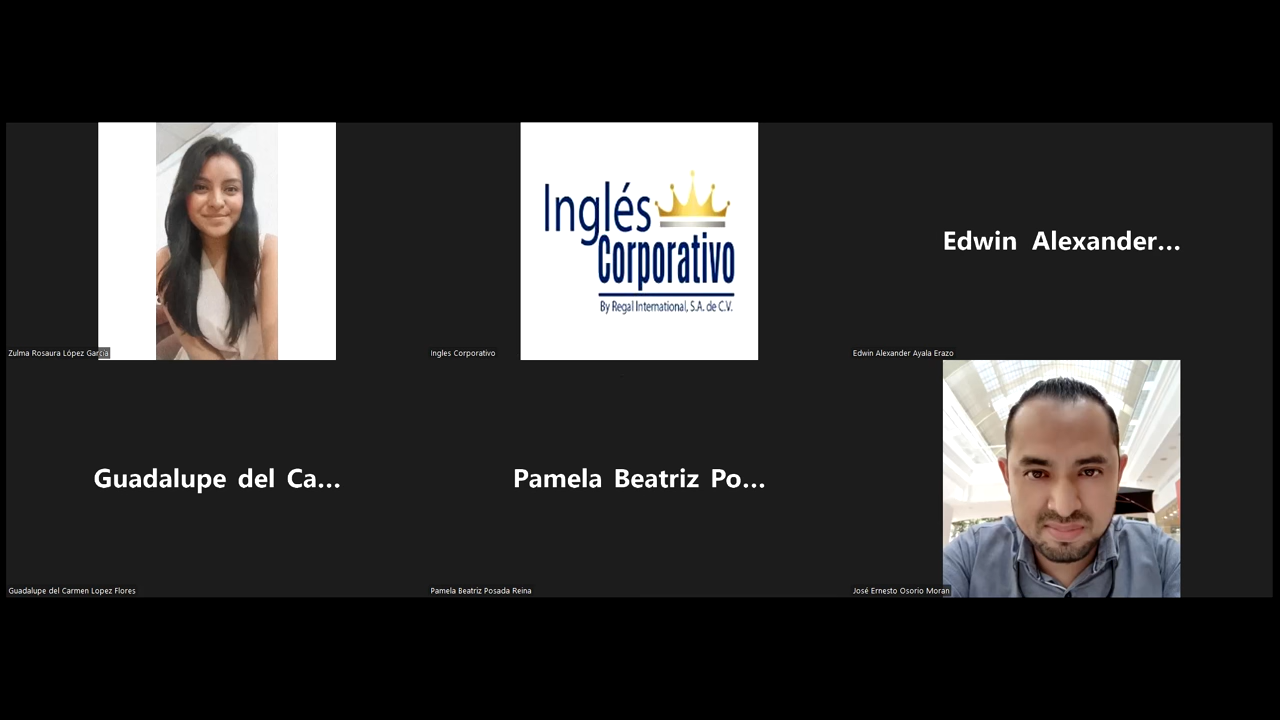 Inglés
Corporativo
By Regal International, S.A. de C.V.
Edwin Alexander...
Zulma Rosaura López García
Ingles Corporativo
Edwin Alexander Ayala Erazo
Guadalupe del Ca...
Pamela Beatriz Po...
Guadalupe del Carmen Lopez Flores
Pamela Beatríz Posada Reina
José Ernesto Osorio Moran